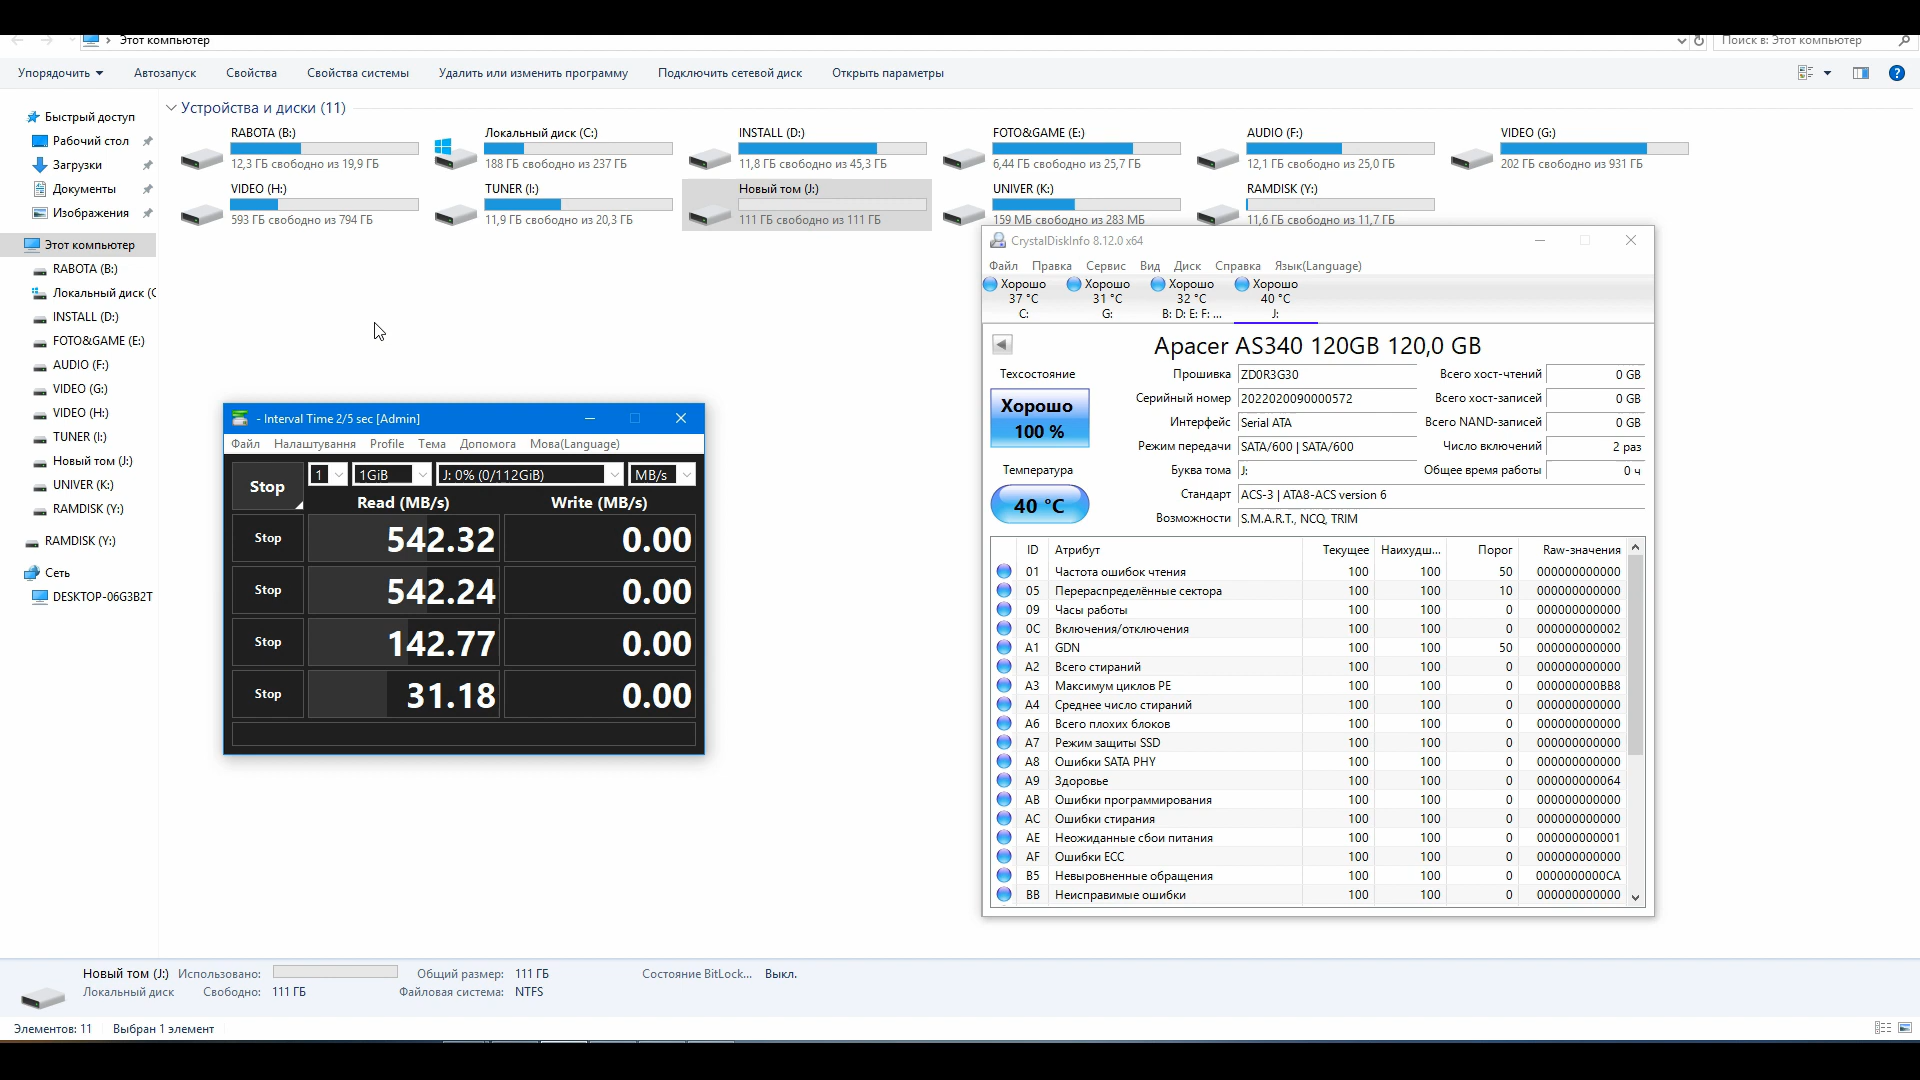 Этот компьютер
Поиск в: Этот компьютер
Упорядочить
Автозапуск
Свойства
Свойства системы
Удалить или изменить программу
Подключить сетевой диск
Открыть параметры
Быстрый доступ
Рабочий стол
Загрузки
Документы
Изображения
Этот компьютер
RABOTA (B:)
Локальный диск (C
INSTALL (D:)
FOTO&GAME (E:)
AUDIO (F:)
VIDEO (G:)
VIDEO (H:)
TUNER (I:)
Новый том (J:)
UNIVER (K:)
RAMDISK (Y:)
RAMDISK (Y:)
Сеть
DESKTOP-06G3B2T
Устройства и диски (11)
RABOTA (B:)
12,3 ГБ свободно из 19,9 ГБ
Локальный диск (C:)
188 ГБ свободно из 237 ГБ
INSTALL (D:)
11,8 ГБ свободно из 45,3 ГБ
FOTO&GAME (E:)
6,44 ГБ свободно из 25,7 ГБ
AUDIO (F:)
12,1 ГБ свободно из 25,0 ГБ
VIDEO (G:)
202 ГБ свободно из 931 ГБ
VIDEO (H:)
593 ГБ свободно из 794 ГБ
TUNER (I:)
11,9 ГБ свободно из 20,3 ГБ
Новый том (J:)
111 ГБ свободно из 111 ГБ
UNIVER (K:)
159 МБ свободно из 283 МБ
RAMDISK (Y:)
11,6 ГБ свободно из 11,7 ГБ
- Interval Time 2/5 sec [Admin]
Файл Налаштування Profile Тема Допомога Мова(Language)
Stop 1 1GiB J: 0% (0/112GiB) MB/s
Read (MB/s) Write (MB/s)
Stop 542.32 0.00
Stop 542.24 0.00
Stop 142.77 0.00
Stop 31.18 0.00
CrystalDiskInfo 8.12.0 x64
Файл Правка Сервис Вид Диск Справка Язык(Language)
Хорошо Хорошо Хорошо Хорошо
37 °C 31 °C 32 °C 40 °C
C: G: B: D: E: F: ... J:
Apacer AS340 120GB 120,0 GB
Техсостояние
Хорошо
100 %
Температура
40 °C
Прошивка ZD0R3G30
Серийный номер 2022020090000572
Интерфейс Serial ATA
Режим передачи SATA/600 | SATA/600
Буква тома J:
Стандарт ACS-3 | ATA8-ACS version 6
Возможности S.M.A.R.T., NCQ, TRIM
Всего хост-чтений 0 GB
Всего хост-записей 0 GB
Всего NAND-записей 0 GB
Число включений 2 раз
Общее время работы 0 ч
ID Атрибут Текущее Наихудш... Порог Raw-значения
01 Частота ошибок чтения 100 100 50 000000000000
05 Перераспределённые сектора 100 100 10 000000000000
09 Часы работы 100 100 0 000000000000
0C Включения/отключения 100 100 0 000000000002
A1 GDN 100 100 50 000000000000
A2 Всего стираний 100 100 0 000000000000
A3 Максимум циклов PE 100 100 0 000000000BB8
A4 Среднее число стираний 100 100 0 000000000000
A6 Всего плохих блоков 100 100 0 000000000000
A7 Режим защиты SSD 100 100 0 000000000000
A8 Ошибки SATA PHY 100 100 0 000000000000
A9 Здоровье 100 100 0 000000000064
AB Ошибки программирования 100 100 0 000000000000
AC Ошибки стирания 100 100 0 000000000000
AE Неожиданные сбои питания 100 100 0 000000000001
AF Ошибки ECC 100 100 0 000000000000
B5 Невыровненные обращения 100 100 0 0000000000CA
BB Неисправимые ошибки 100 100 0 000000000000
Новый том (J:) Использовано: Общий размер: 111 ГБ Состояние BitLock... Выкл.
Локальный диск Свободно: 111 ГБ Файловая система: NTFS
Элементов: 11 Выбран 1 элемент